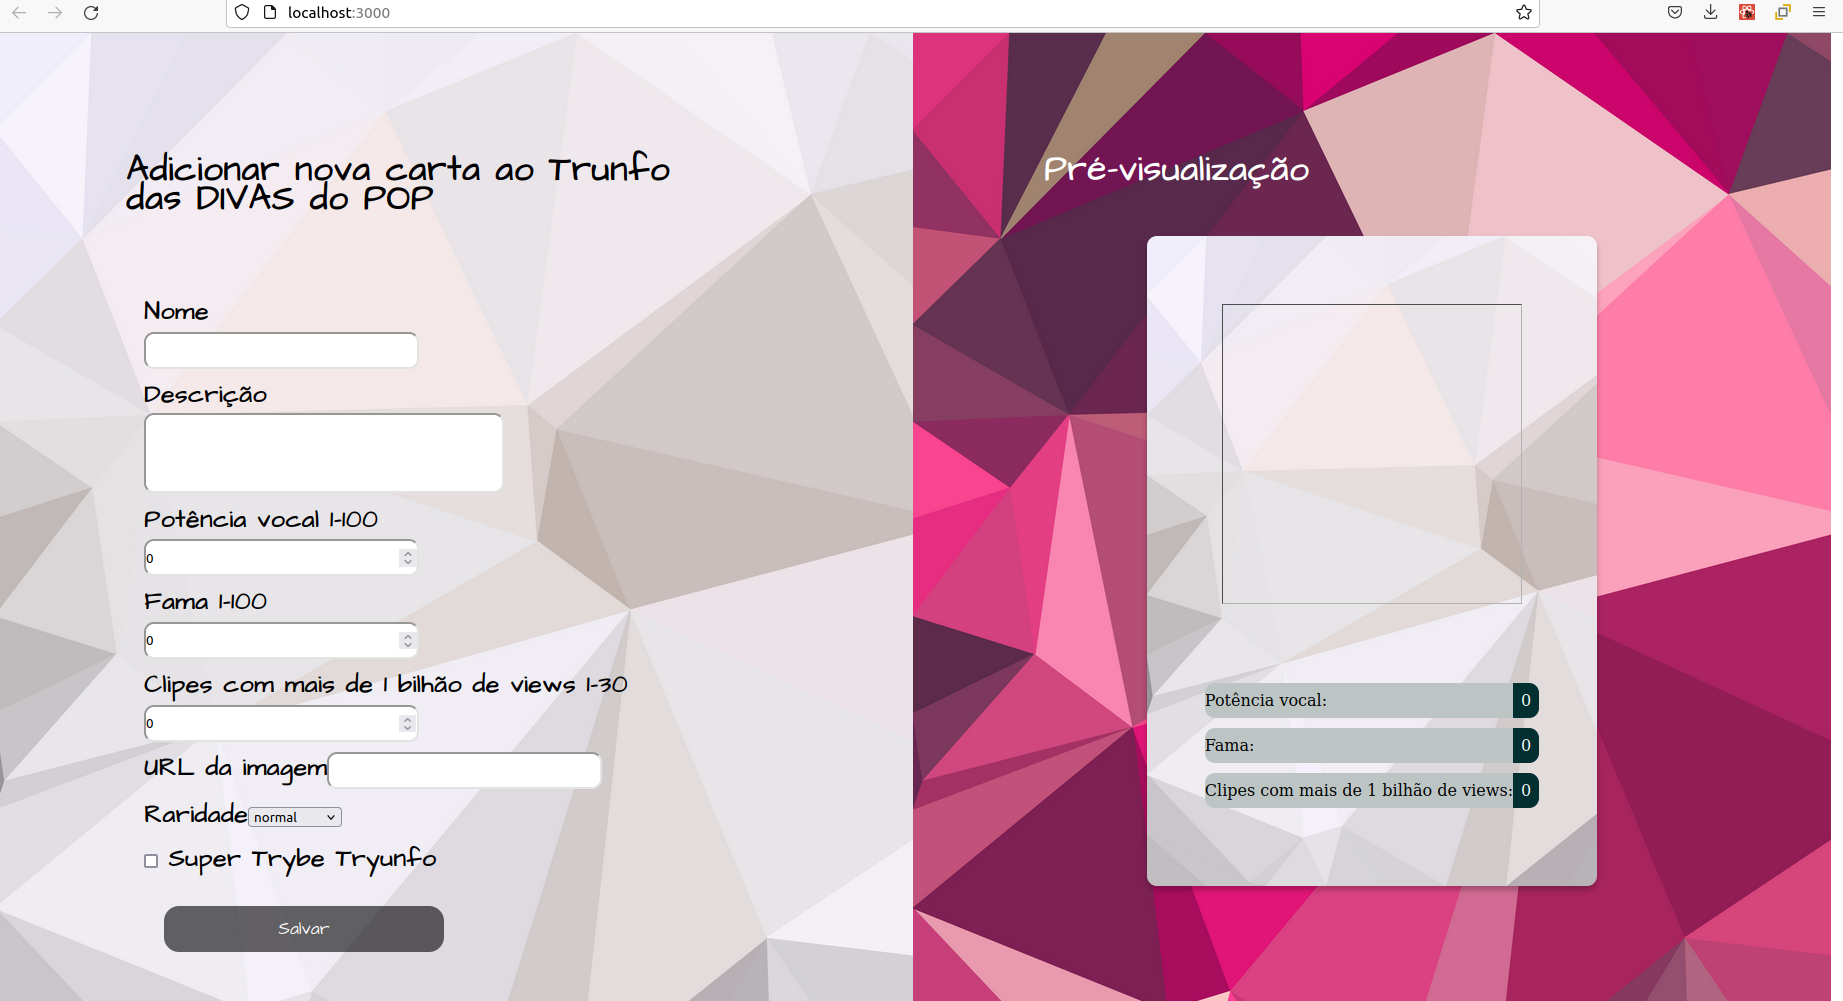 localhost:3000
Adicionar nova carta ao Trunfo
das DIVAS do POP
Nome
Descrição
Potência vocal 1-100
0
Fama 1-100
0
Clipes com mais de 1 bilhão de views 1-30
0
URL da imagem
Raridade normal
Super Trybe Tryunfo
Salvar
Pré-visualização
Potência vocal: 0
Fama: 0
Clipes com mais de 1 bilhão de views: 0